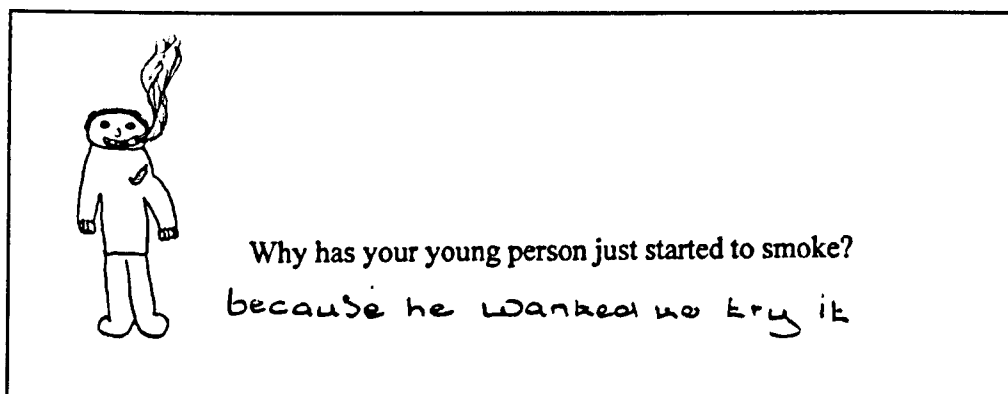 Why has your young person just started to smoke?
because he wanted to try it